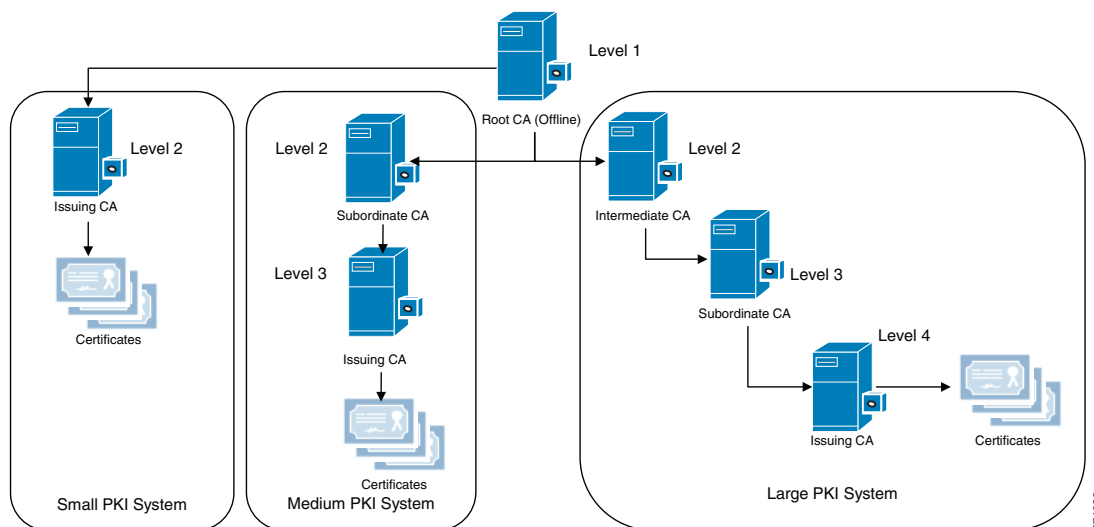 Level 1
Root CA (Offline)
Level 2
Issuing CA
Certificates
Small PKI System
Level 2
Subordinate CA
Level 3
Issuing CA
Certificates
Medium PKI System
Level 2
Intermediate CA
Level 3
Subordinate CA
Level 4
Issuing CA
Certificates
Large PKI System